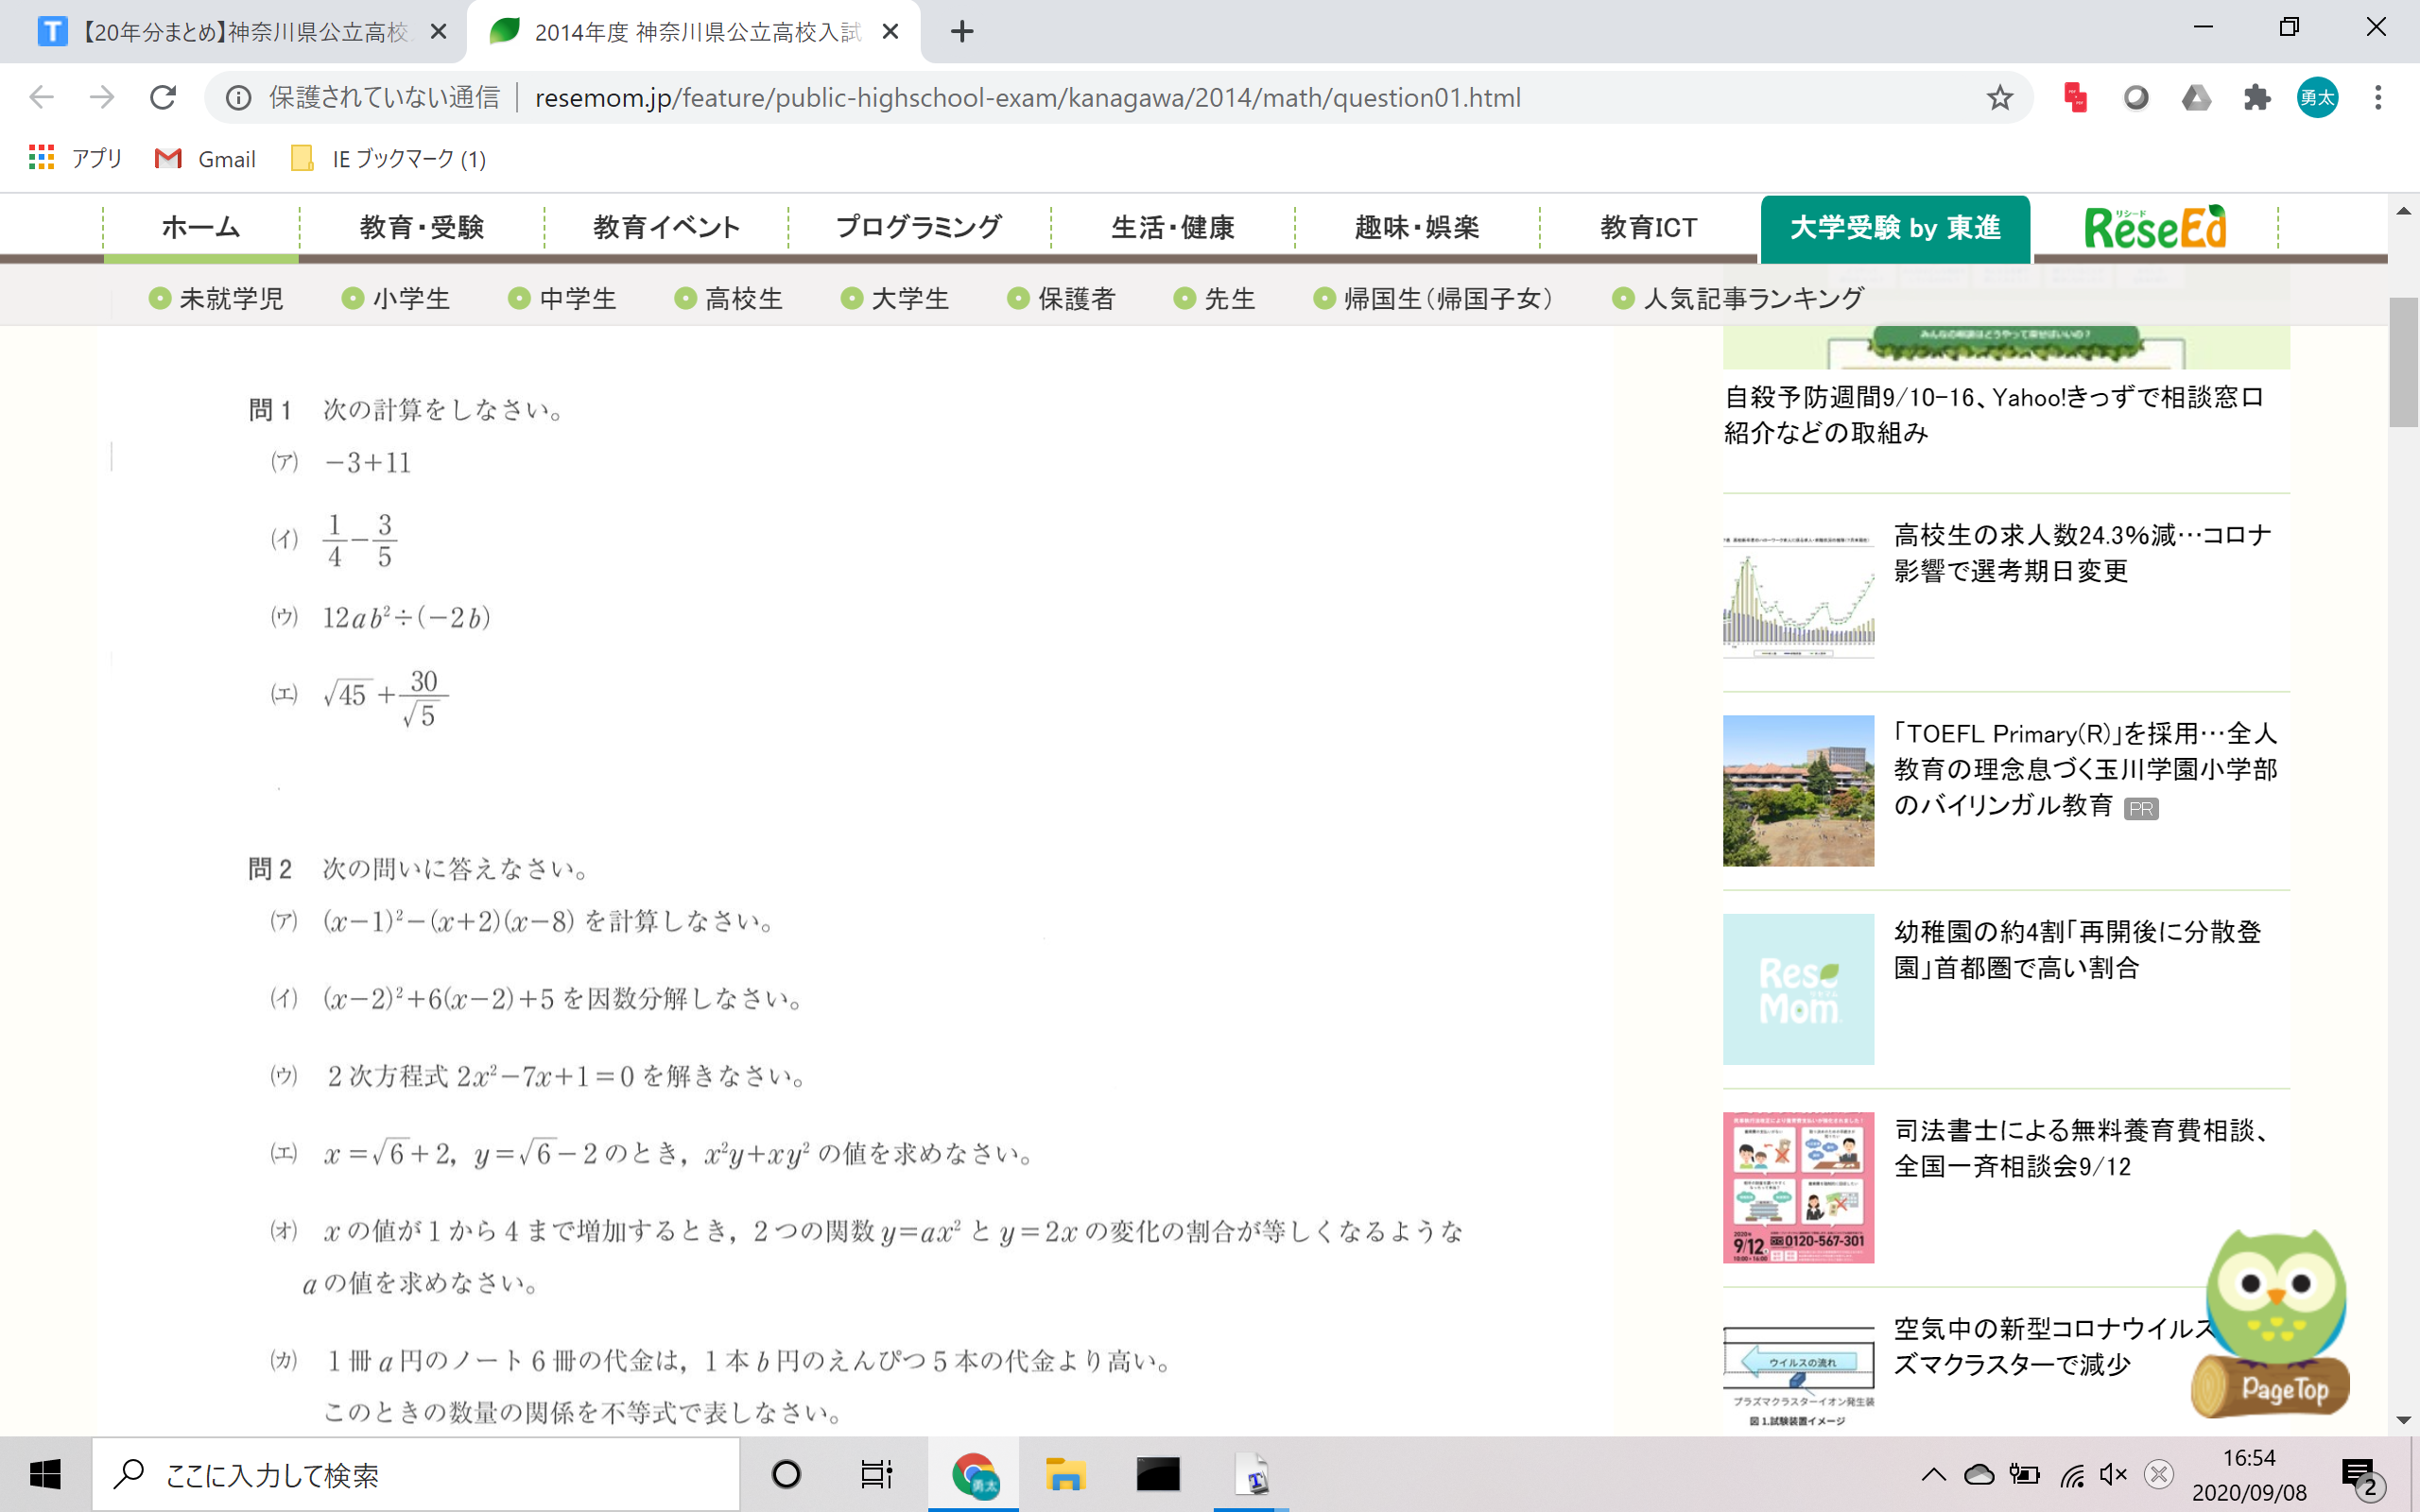 【20年分まとめ】神奈川県公立高校
2014年度 神奈川県公立高校入試
保護されていない通信 | resemom.jp/feature/public-highschool-exam/kanagawa/2014/math/question01.html
勇太
アプリ Gmail IE ブックマーク (1)
ホーム 教育・受験 教育イベント プログラミング 生活・健康 趣味・娯楽 教育ICT 大学受験 by 東進 リシード ReseEd
未就学児 小学生 中学生 高校生 大学生 保護者 先生 帰国生(帰国子女) 人気記事ランキング
問1 次の計算をしなさい。
(ア) −3+11
(イ) 1/4−3/5
(ウ) 12ab²÷(−2b)
(エ) √45+30/√5
問2 次の問いに答えなさい。
(ア) (x−1)²−(x+2)(x−8) を計算しなさい。
(イ) (x−2)²+6(x−2)+5 を因数分解しなさい。
(ウ) 2次方程式 2x²−7x+1=0 を解きなさい。
(エ) x=√6+2, y=√6−2 のとき, x²y+xy² の値を求めなさい。
(オ) x の値が1から4まで増加するとき, 2つの関数 y=ax² と y=2x の変化の割合が等しくなるような
a の値を求めなさい。
(カ) 1冊 a 円のノート6冊の代金は, 1本 b 円のえんぴつ5本の代金より高い。
このときの数量の関係を不等式で表しなさい。
自殺予防週間9/10-16、Yahoo!きっずで相談窓口
紹介などの取組み
高校生の求人数24.3%減…コロナ
影響で選考期日変更
「TOEFL Primary(R)」を採用…全人
教育の理念息づく玉川学園小学部
のバイリンガル教育 PR
Rese
Mom
幼稚園の約4割「再開後に分散登
園」首都圏で高い割合
9/12
0120-567-301
司法書士による無料養育費相談、
全国一斉相談会9/12
ウイルスの流れ
プラズマクラスターイオン発生装
図1.試験装置イメージ
空気中の新型コロナウイルス
ズマクラスターで減少
PageTop
ここに入力して検索
勇太
16:54
2020/09/08
2